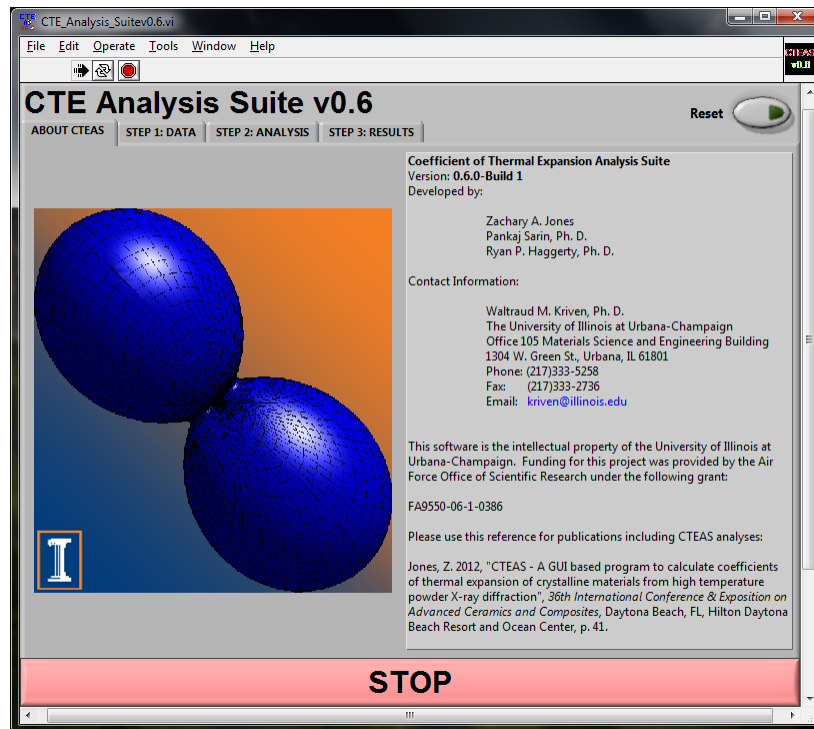 CTE_Analysis_Suitev0.6.vi
File Edit Operate Tools Window Help
CTEAS
v0.6
CTE Analysis Suite v0.6
Reset
ABOUT CTEAS STEP 1: DATA STEP 2: ANALYSIS STEP 3: RESULTS
Coefficient of Thermal Expansion Analysis Suite
Version: 0.6.0-Build 1
Developed by:
Zachary A. Jones
Pankaj Sarin, Ph. D.
Ryan P. Haggerty, Ph. D.
Contact Information:
Waltraud M. Kriven, Ph. D.
The University of Illinois at Urbana-Champaign
Office 105 Materials Science and Engineering Building
1304 W. Green St., Urbana, IL 61801
Phone: (217)333-5258
Fax: (217)333-2736
Email: kriven@illinois.edu
This software is the intellectual property of the University of Illinois at
Urbana-Champaign. Funding for this project was provided by the Air
Force Office of Scientific Research under the following grant:
FA9550-06-1-0386
Please use this reference for publications including CTEAS analyses:
Jones, Z. 2012, "CTEAS - A GUI based program to calculate coefficients
of thermal expansion of crystalline materials from high temperature
powder X-ray diffraction", 36th International Conference & Exposition on
Advanced Ceramics and Composites, Daytona Beach, FL, Hilton Daytona
Beach Resort and Ocean Center, p. 41.
I
STOP